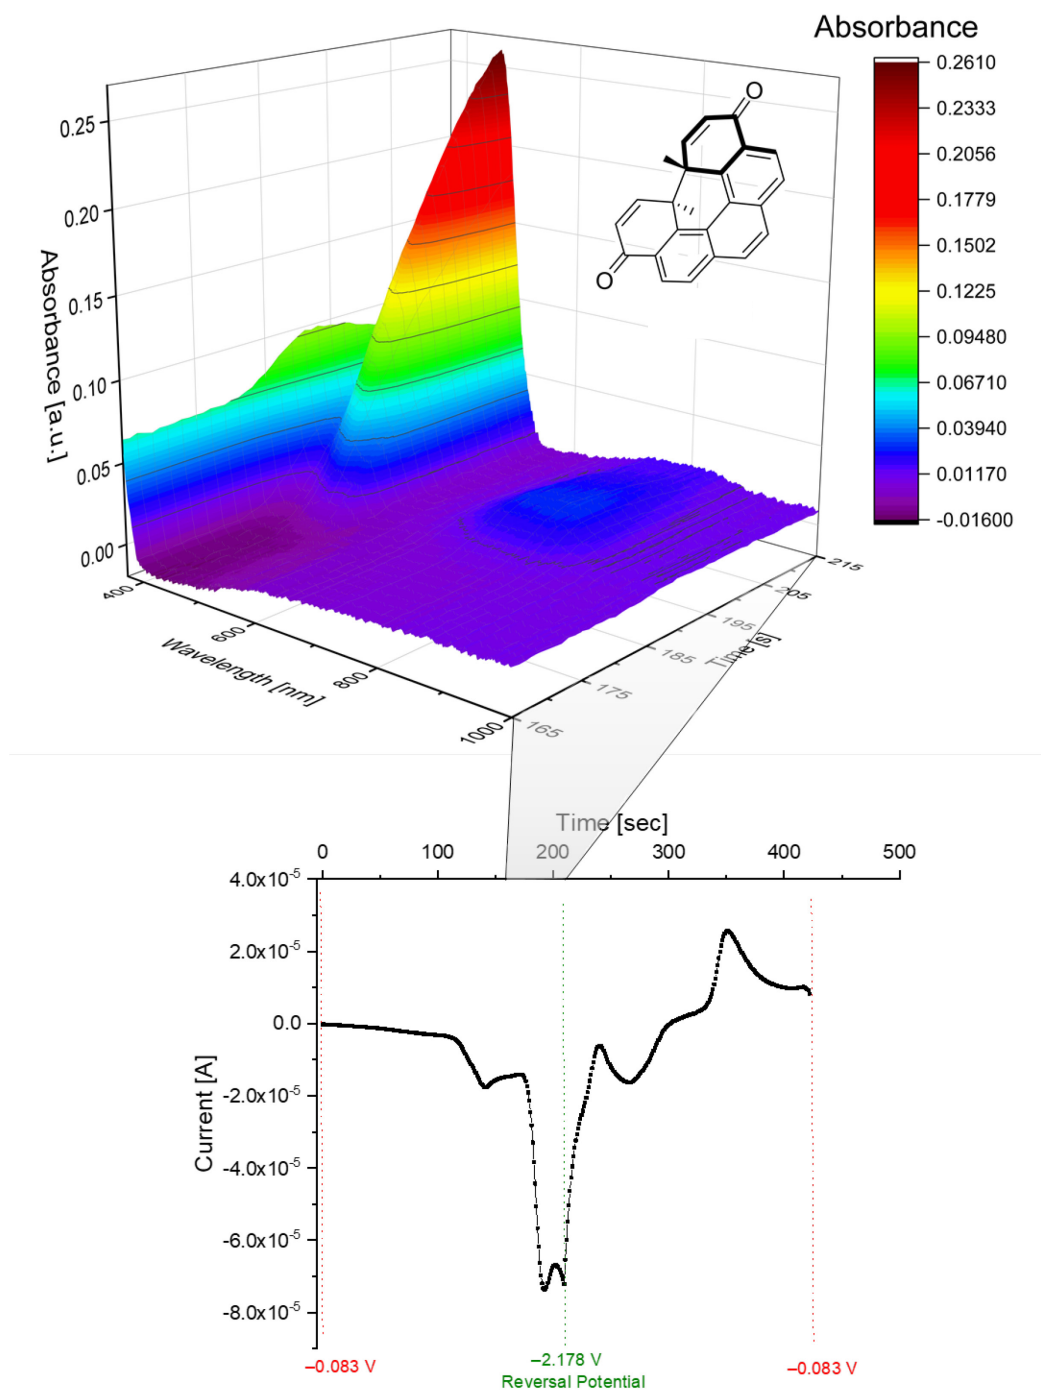 Absorbance
0.2610
0.2333
0.2056
0.1779
0.1502
0.1225
0.09480
0.06710
0.03940
0.01170
-0.01600
O
O
Absorbance [a.u.]
0.25
0.20
0.15
0.10
0.05
0.00
400
600
800
1000
Wavelength [nm]
165
175
185
195
205
215
Time [s]
Time [sec]
0 100 200 300 400 500
Current [A]
4.0x10⁻⁵
2.0x10⁻⁵
0.0
-2.0x10⁻⁵
-4.0x10⁻⁵
-6.0x10⁻⁵
-8.0x10⁻⁵
–0.083 V
–2.178 V
Reversal Potential
–0.083 V